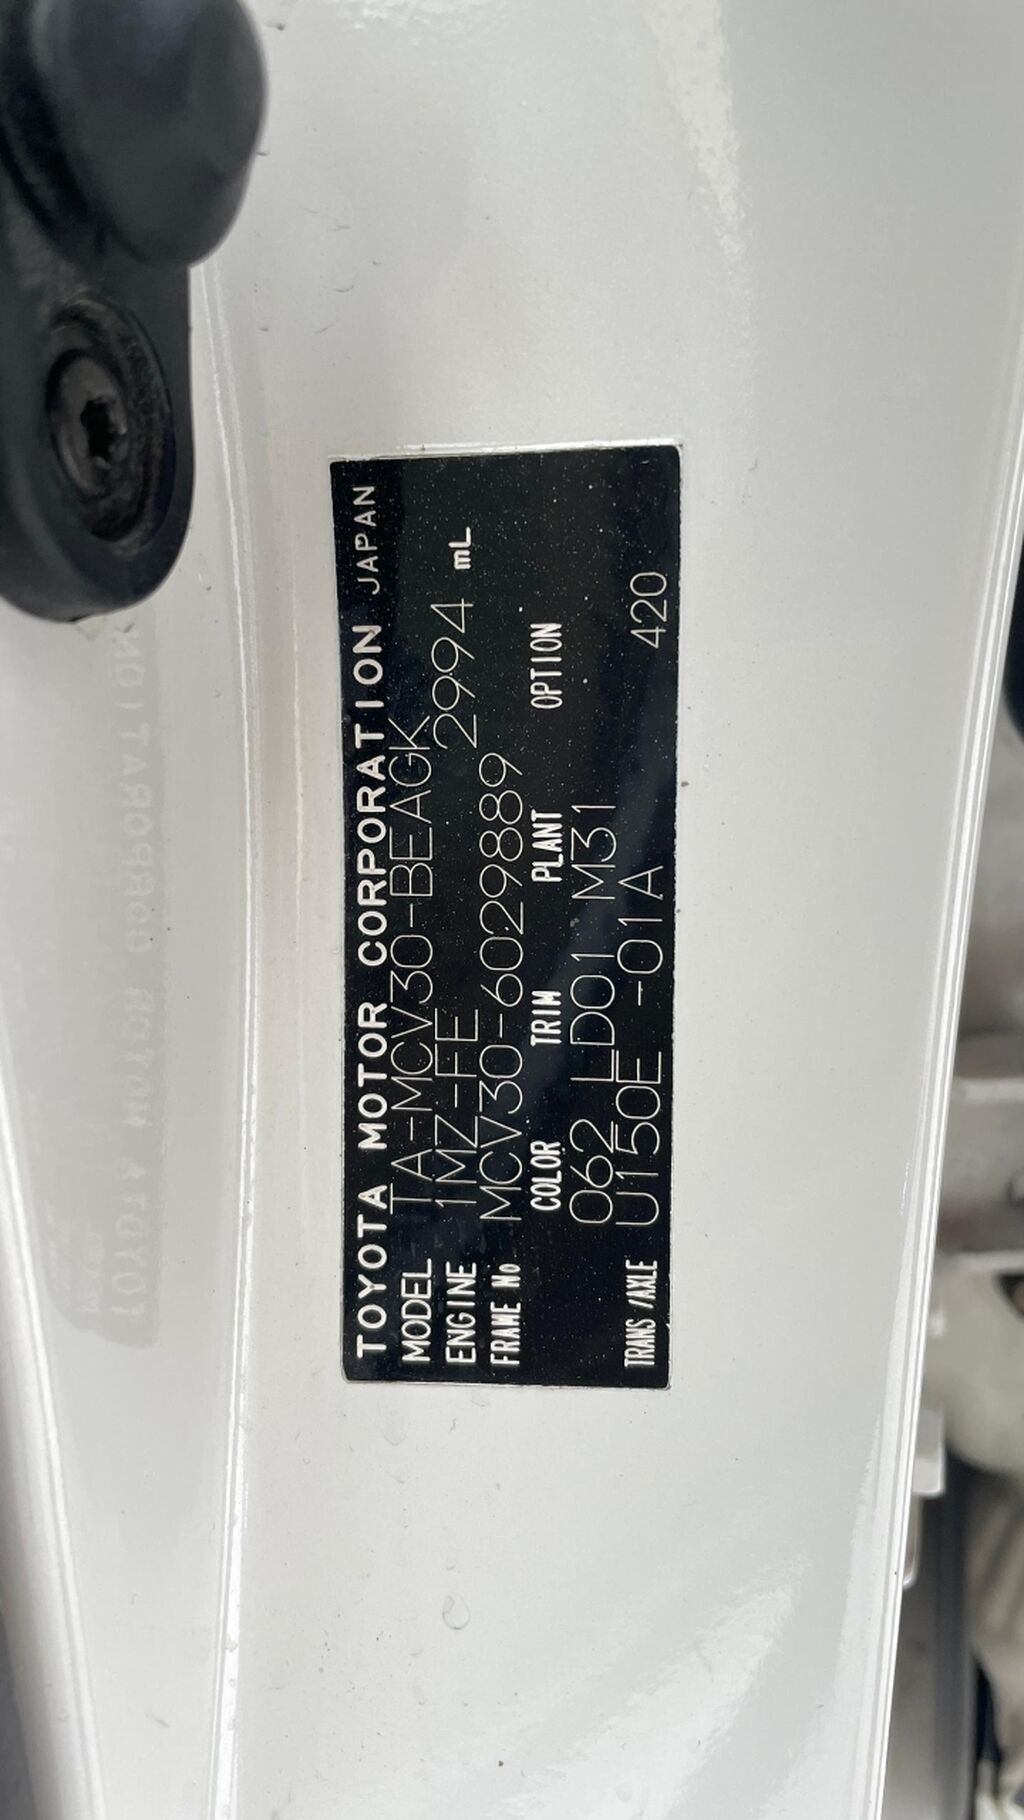 TOYOTA MOTOR CORPORATION JAPAN
MODEL TA-MCV30-BEAGK
ENGINE 1MZ-FE 2994 mL
FRAME No. MCV30-6029889
COLOR TRIM PLANT OPTION
062 LD01 M31
TRANS/AXLE U150E -01A 420